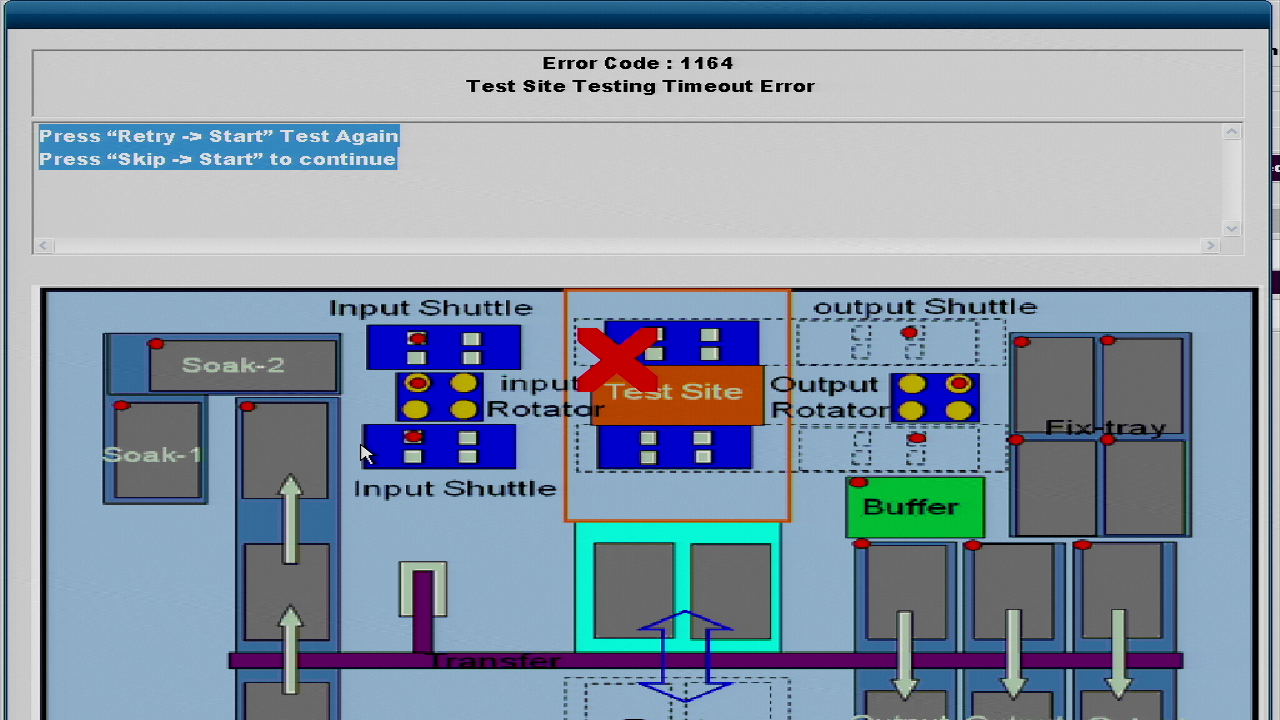 Error Code : 1164
Test Site Testing Timeout Error
Press “Retry -> Start” Test Again
Press “Skip -> Start” to continue
Input Shuttle
output Shuttle
Soak-2
input
Rotator
Test Site
Output
Rotator
Fix-tray
Soak-1
Input Shuttle
Buffer
Transfer